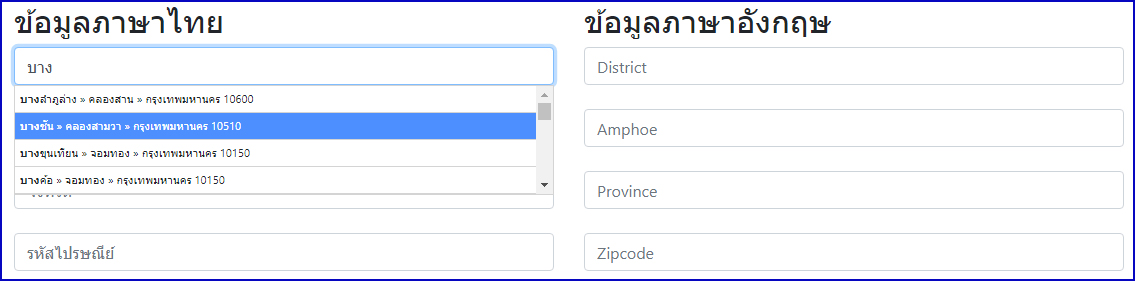 ข้อมูลภาษาไทย
บาง
บางลำภูล่าง » คลองสาน » กรุงเทพมหานคร 10600
บางชัน » คลองสามวา » กรุงเทพมหานคร 10510
บางขุนเทียน » จอมทอง » กรุงเทพมหานคร 10150
บางค้อ » จอมทอง » กรุงเทพมหานคร 10150
รหัสไปรษณีย์
ข้อมูลภาษาอังกฤษ
District
Amphoe
Province
Zipcode